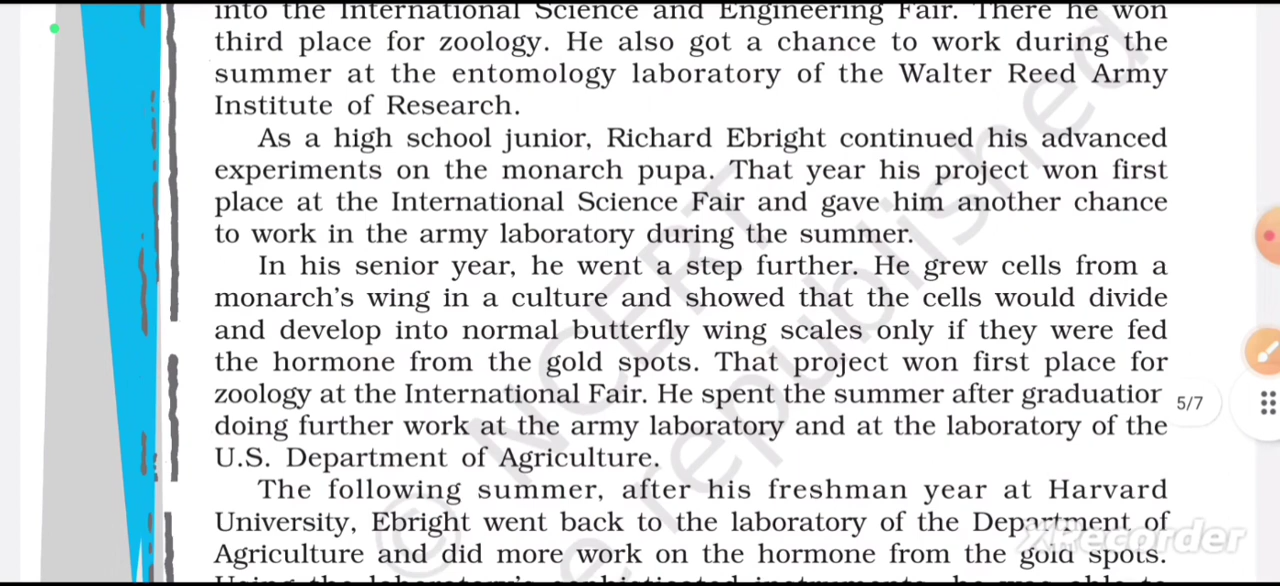 into the International Science and Engineering Fair. There he won
third place for zoology. He also got a chance to work during the
summer at the entomology laboratory of the Walter Reed Army
Institute of Research.
As a high school junior, Richard Ebright continued his advanced
experiments on the monarch pupa. That year his project won first
place at the International Science Fair and gave him another chance
to work in the army laboratory during the summer.
In his senior year, he went a step further. He grew cells from a
monarch's wing in a culture and showed that the cells would divide
and develop into normal butterfly wing scales only if they were fed
the hormone from the gold spots. That project won first place for
zoology at the International Fair. He spent the summer after graduation
doing further work at the army laboratory and at the laboratory of the
5/7
U.S. Department of Agriculture.
The following summer, after his freshman year at Harvard
University, Ebright went back to the laboratory of the Department of
Agriculture and did more work on the hormone from the gold spots.
© NCERT
republished
XRecorder